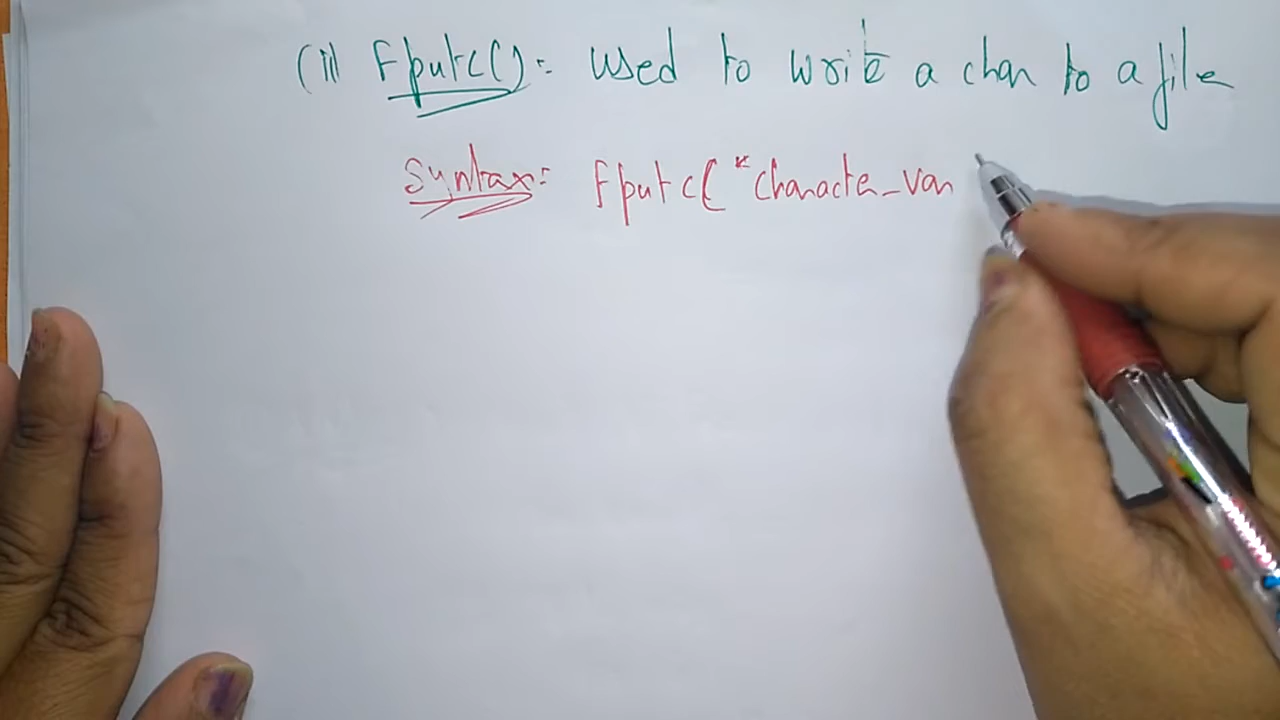 (ii) Fputc() = used to write a char to a file
Syntax = Fputc( *character_var